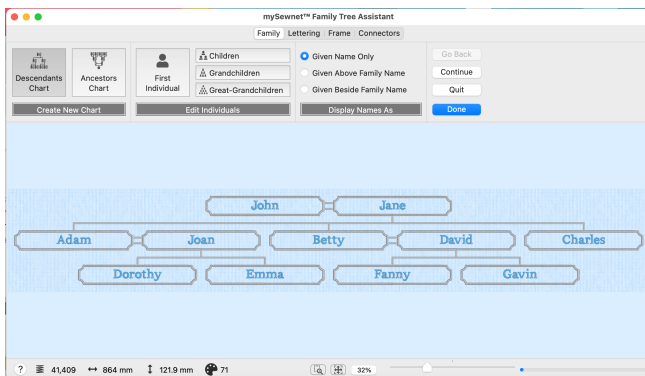 mySewnet™ Family Tree Assistant
Family Lettering Frame Connectors
Descendants Chart
Ancestors Chart
Create New Chart
First Individual
Children
Grandchildren
Great-Grandchildren
Edit Individuals
Given Name Only
Given Above Family Name
Given Beside Family Name
Display Names As
Go Back
Continue
Quit
Done
John Jane
Adam Joan Betty David Charles
Dorothy Emma Fanny Gavin
? 41,409 864 mm 121.9 mm 71 32%